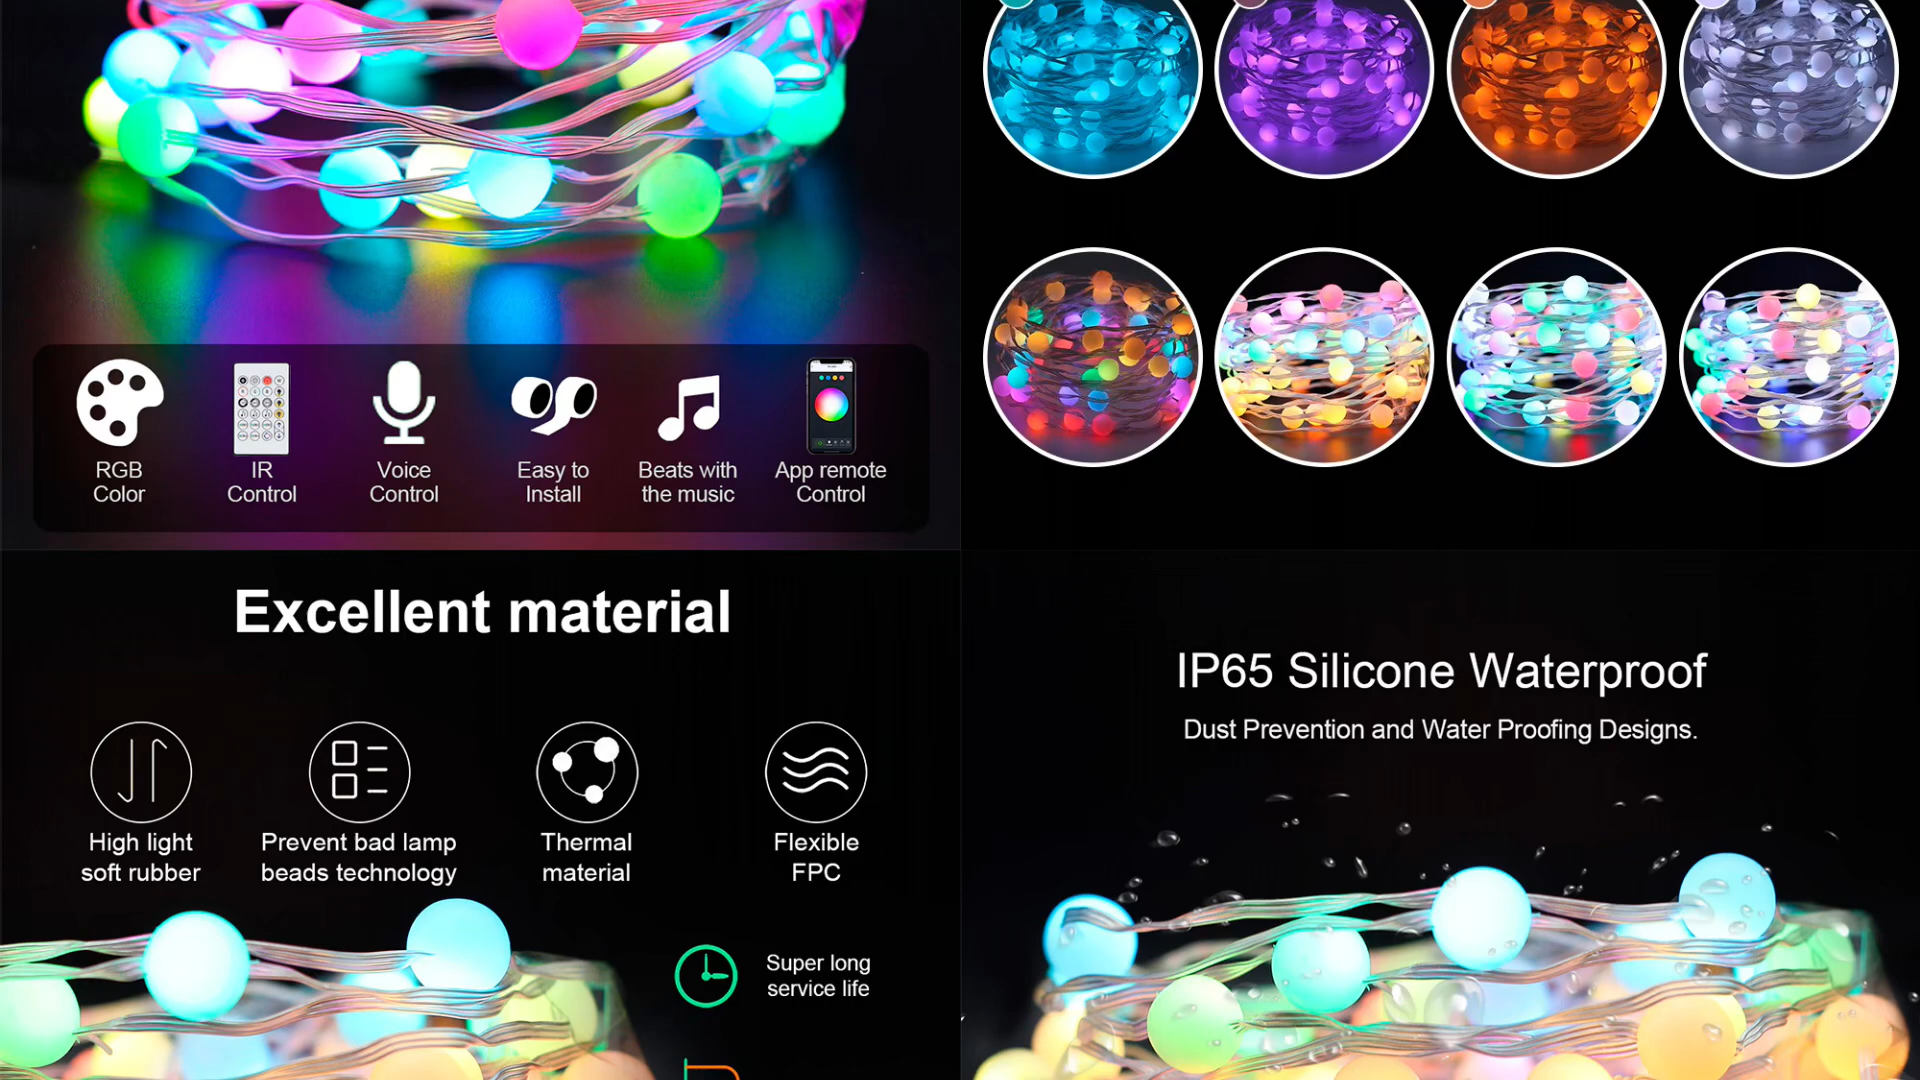 RGB
Color
IR
Control
Voice
Control
Easy to
Install
Beats with
the music
App remote
Control
Excellent material
High light
soft rubber
Prevent bad lamp
beads technology
Thermal
material
Flexible
FPC
Super long
service life
IP65 Silicone Waterproof
Dust Prevention and Water Proofing Designs.